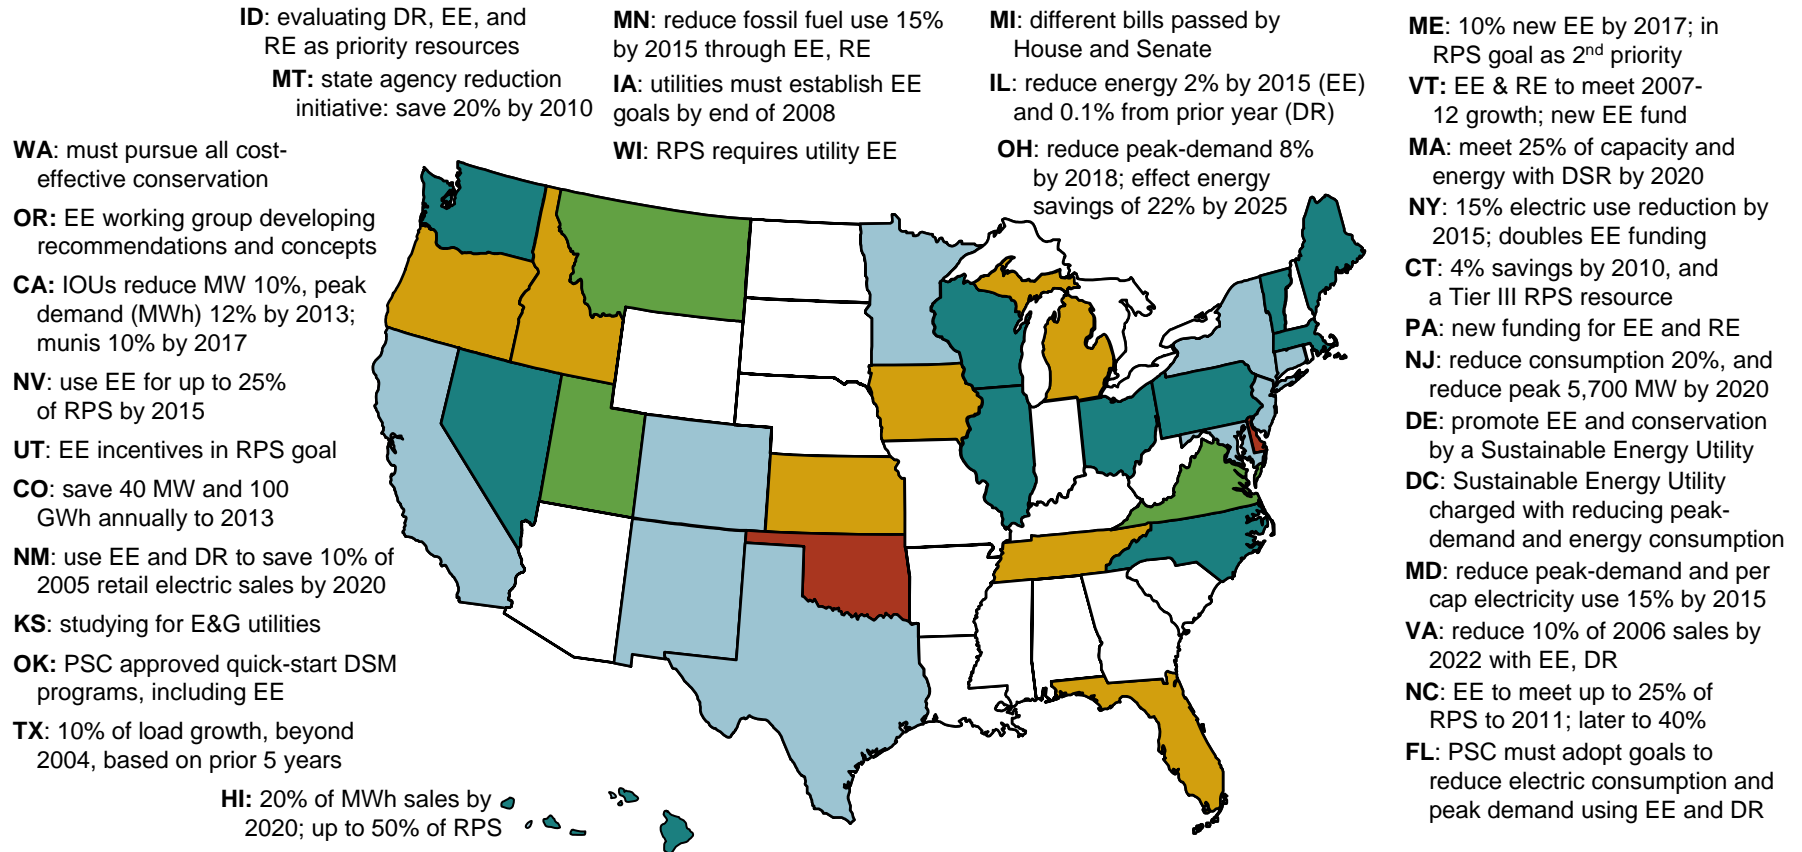 ID: evaluating DR, EE, and
RE as priority resources
MT: state agency reduction
initiative: save 20% by 2010
MN: reduce fossil fuel use 15%
by 2015 through EE, RE
IA: utilities must establish EE
goals by end of 2008
WI: RPS requires utility EE
MI: different bills passed by
House and Senate
IL: reduce energy 2% by 2015 (EE)
and 0.1% from prior year (DR)
OH: reduce peak-demand 8%
by 2018; effect energy
savings of 22% by 2025
WA: must pursue all cost-
effective conservation
OR: EE working group developing
recommendations and concepts
CA: IOUs reduce MW 10%, peak
demand (MWh) 12% by 2013;
munis 10% by 2017
NV: use EE for up to 25%
of RPS by 2015
UT: EE incentives in RPS goal
CO: save 40 MW and 100
GWh annually to 2013
NM: use EE and DR to save 10% of
2005 retail electric sales by 2020
KS: studying for E&G utilities
OK: PSC approved quick-start DSM
programs, including EE
TX: 10% of load growth, beyond
2004, based on prior 5 years
HI: 20% of MWh sales by
2020; up to 50% of RPS
ME: 10% new EE by 2017; in
RPS goal as 2nd priority
VT: EE & RE to meet 2007-
12 growth; new EE fund
MA: meet 25% of capacity and
energy with DSR by 2020
NY: 15% electric use reduction by
2015; doubles EE funding
CT: 4% savings by 2010, and
a Tier III RPS resource
PA: new funding for EE and RE
NJ: reduce consumption 20%, and
reduce peak 5,700 MW by 2020
DE: promote EE and conservation
by a Sustainable Energy Utility
DC: Sustainable Energy Utility
charged with reducing peak-
demand and energy consumption
MD: reduce peak-demand and per
cap electricity use 15% by 2015
VA: reduce 10% of 2006 sales by
2022 with EE, DR
NC: EE to meet up to 25% of
RPS to 2011; later to 40%
FL: PSC must adopt goals to
reduce electric consumption and
peak demand using EE and DR